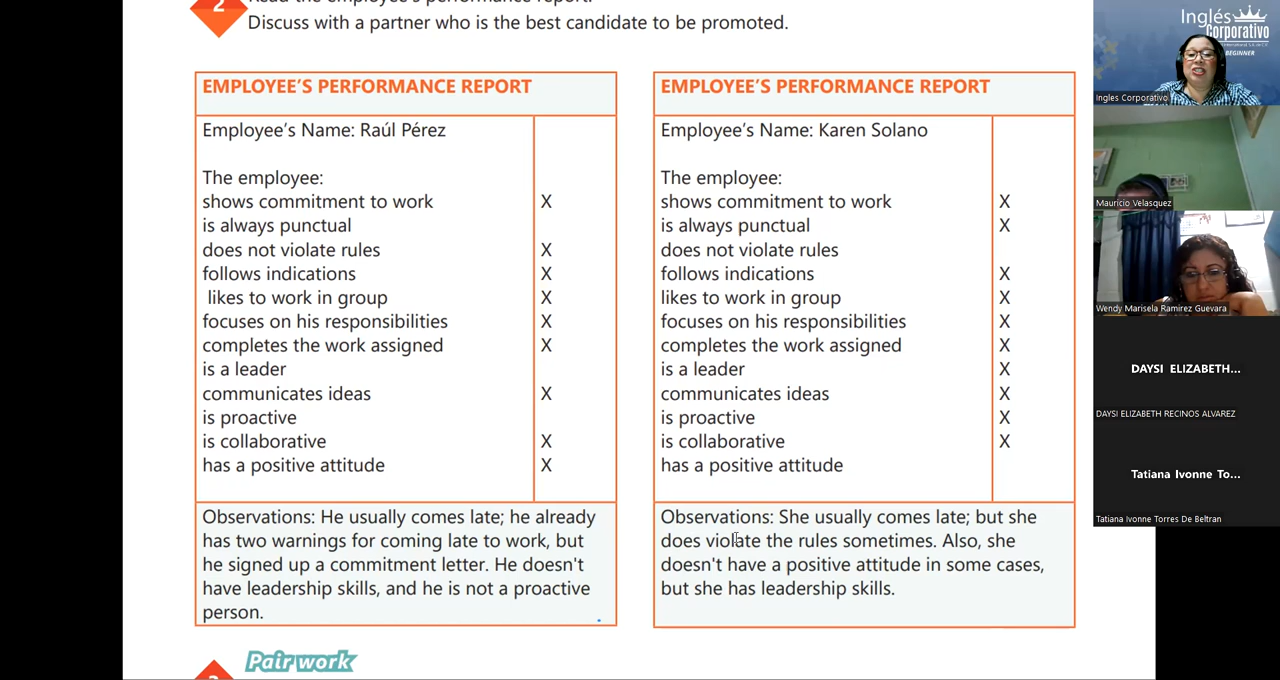 2
Read the employee's performance report.
Discuss with a partner who is the best candidate to be promoted.
EMPLOYEE'S PERFORMANCE REPORT
Employee's Name: Raúl Pérez
The employee:
shows commitment to work X
is always punctual
does not violate rules X
follows indications X
likes to work in group X
focuses on his responsibilities X
completes the work assigned X
is a leader
communicates ideas X
is proactive
is collaborative X
has a positive attitude X
Observations: He usually comes late; he already
has two warnings for coming late to work, but
he signed up a commitment letter. He doesn't
have leadership skills, and he is not a proactive
person.
EMPLOYEE'S PERFORMANCE REPORT
Employee's Name: Karen Solano
The employee:
shows commitment to work X
is always punctual X
does not violate rules
follows indications X
likes to work in group X
focuses on his responsibilities X
completes the work assigned X
is a leader X
communicates ideas X
is proactive X
is collaborative X
has a positive attitude
Observations: She usually comes late; but she
does violate the rules sometimes. Also, she
doesn't have a positive attitude in some cases,
but she has leadership skills.
Pair work
Inglés
Corporativo
BEGINNER
Ingles Corporativo
Mauricio Velasquez
Wendy Marisela Ramirez Guevara
DAYSI ELIZABETH...
DAYSI ELIZABETH RECINOS ALVAREZ
Tatiana Ivonne To...
Tatiana Ivonne Torres De Beltran